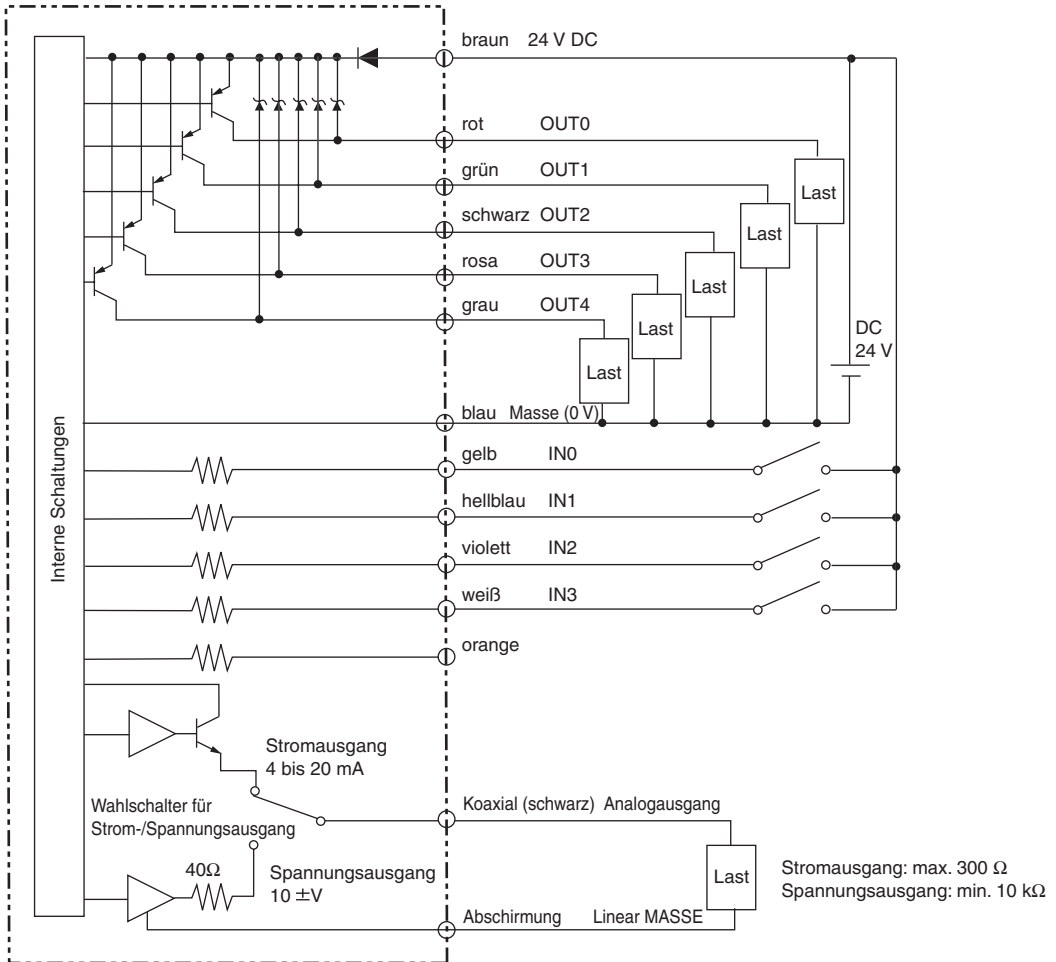 braun 24 V DC
rot OUT0
grün OUT1
schwarz OUT2
rosa OUT3
grau OUT4
Last
Last
Last
Last
Last
DC
24 V
blau Masse (0 V)
Interne Schaltungen
gelb IN0
hellblau IN1
violett IN2
weiß IN3
orange
Stromausgang
4 bis 20 mA
Wahlschalter für
Strom-/Spannungsausgang
Koaxial (schwarz) Analogausgang
40Ω
Spannungsausgang
10 ±V
Last
Stromausgang: max. 300 Ω
Spannungsausgang: min. 10 kΩ
Abschirmung Linear MASSE